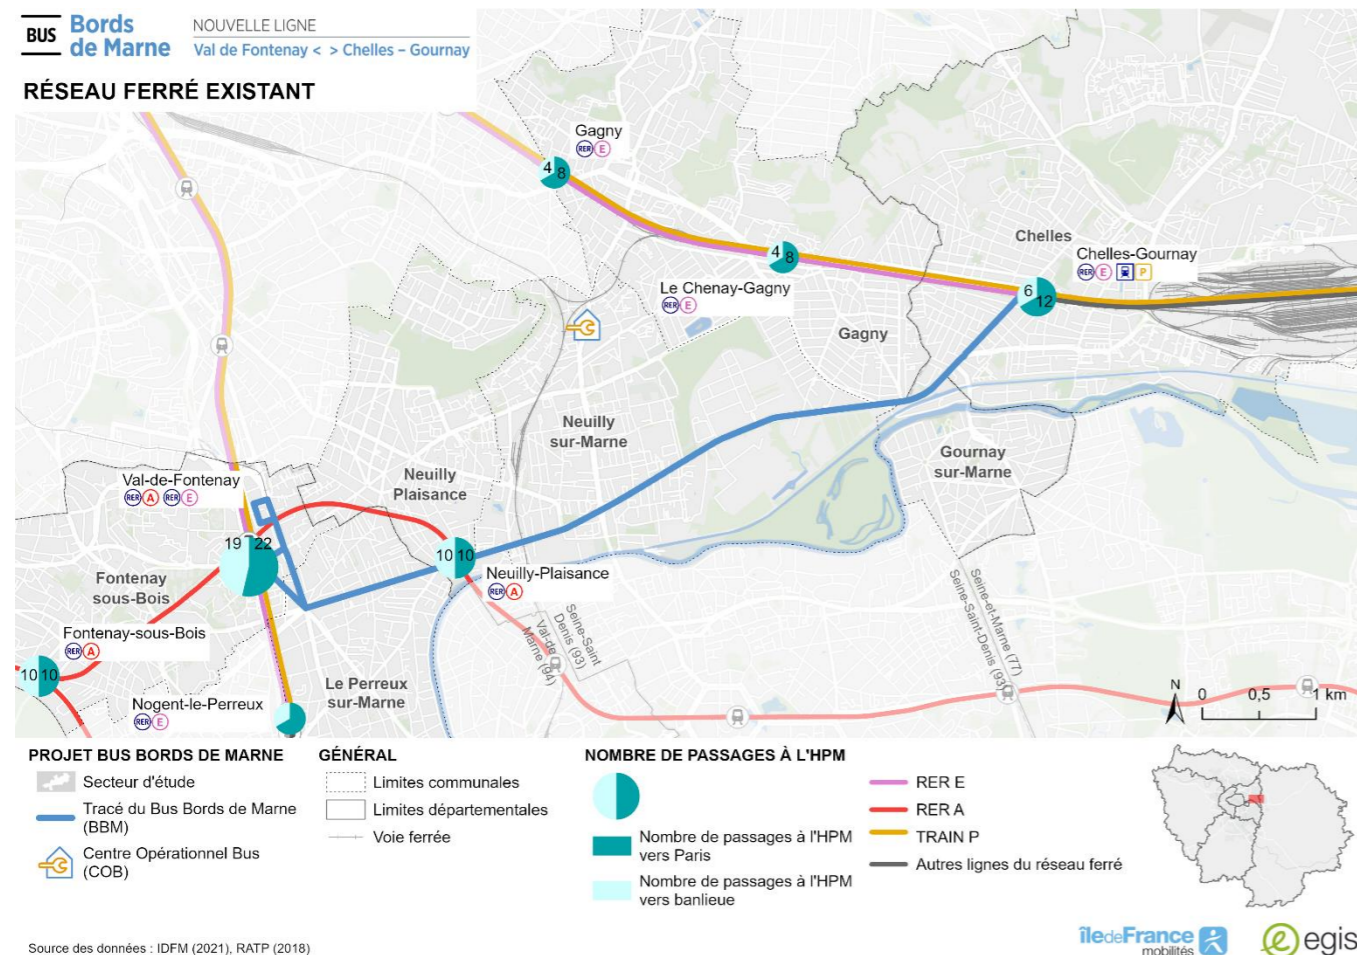 BUS
Bords
de Marne
NOUVELLE LIGNE
Val de Fontenay < > Chelles – Gournay
RÉSEAU FERRÉ EXISTANT
Gagny
RER E
4 8
Chelles
Chelles-Gournay
RER E P
4 8
Le Chenay-Gagny
RER E
6 12
Gagny
Neuilly
sur-Marne
Gournay
sur-Marne
Val-de-Fontenay
RER A RER E
Neuilly
Plaisance
19 22
10 10
Neuilly-Plaisance
RER A
Fontenay
sous-Bois
Fontenay-sous-Bois
RER A
10 10
Nogent-le-Perreux
RER E
Le Perreux
sur-Marne
Val-de
Marne (94)
Seine-Saint
Denis (93)
Seine-et-Marne (77)
Seine-Saint-Denis (93)
N
0 0,5 1 km
PROJET BUS BORDS DE MARNE
Secteur d'étude
Tracé du Bus Bords de Marne
(BBM)
Centre Opérationnel Bus
(COB)
GÉNÉRAL
Limites communales
Limites départementales
Voie ferrée
NOMBRE DE PASSAGES À L'HPM
Nombre de passages à l'HPM
vers Paris
Nombre de passages à l'HPM
vers banlieue
RER E
RER A
TRAIN P
Autres lignes du réseau ferré
Source des données : IDFM (2021), RATP (2018)
îledeFrance
mobilités
egis